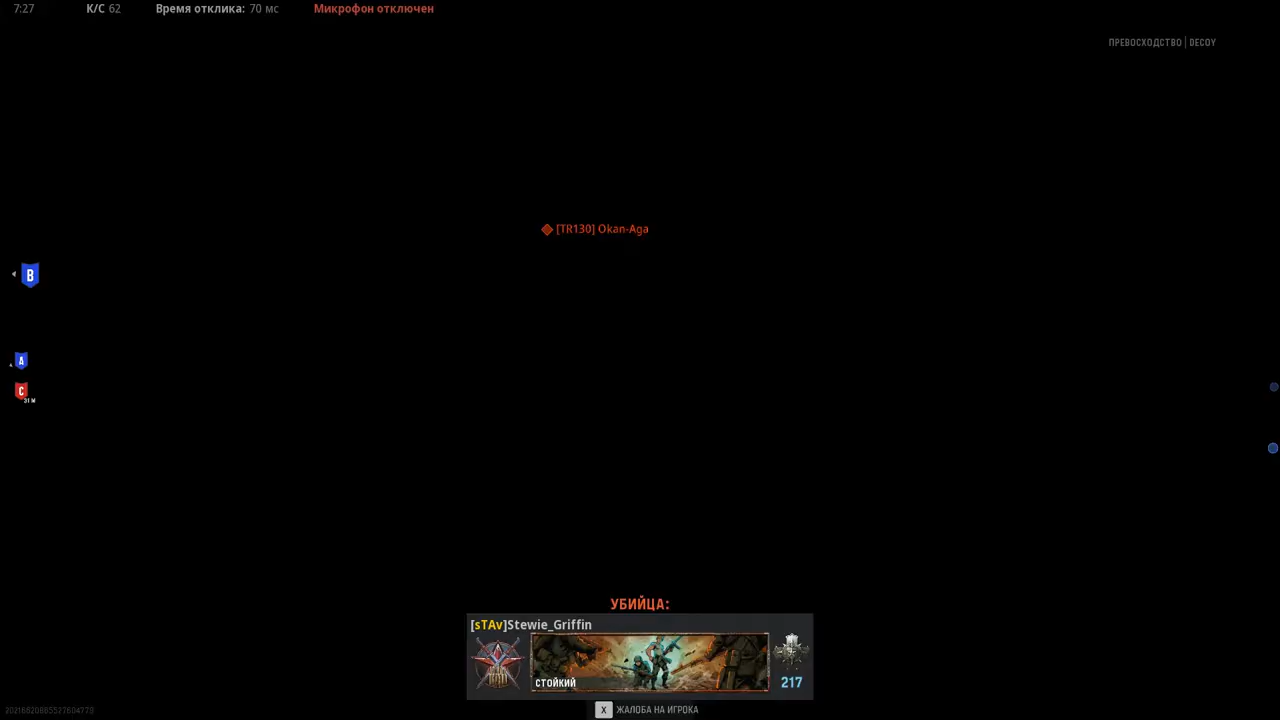 7:27 К/С 62 Время отклика: 70 мс Микрофон отключен
ПРЕВОСХОДСТВО | DECOY
[TR130] Okan-Aga
B
A
C
УБИЙЦА:
[sTAv]Stewie_Griffin
СТОЙКИЙ
217
X ЖАЛОБА НА ИГРОКА